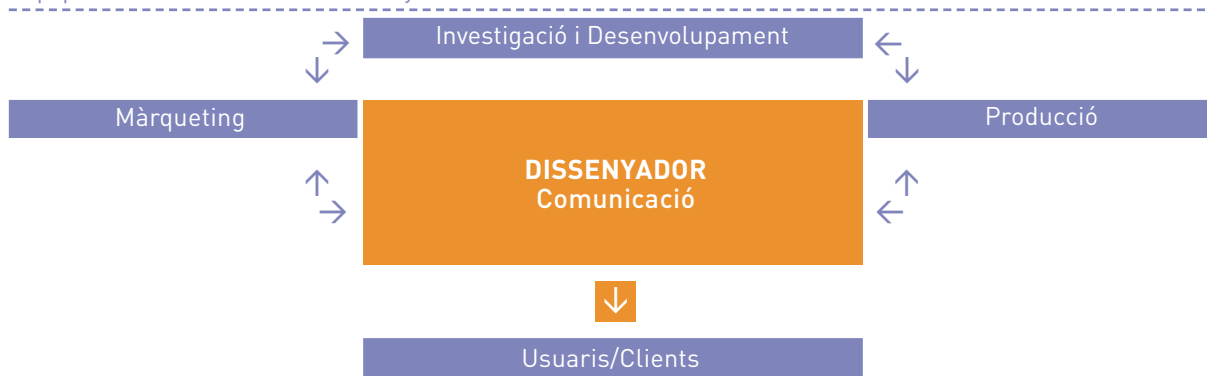 Investigació i Desenvolupament
Màrqueting
Producció
DISSENYADOR
Comunicació
Usuaris/Clients